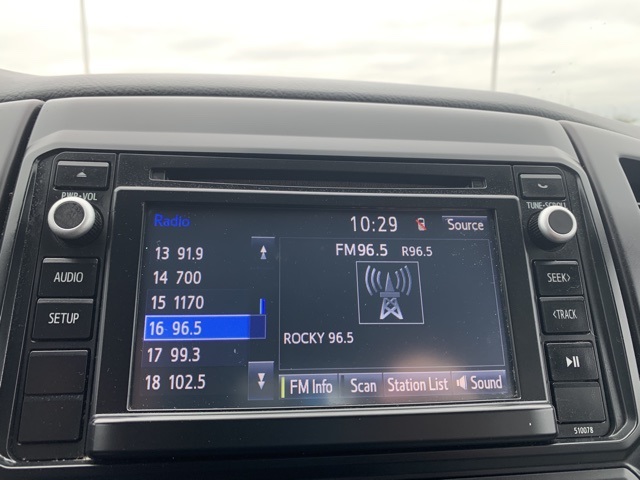 PWR•VOL
AUDIO
SETUP
Radio
10:29
Source
13 91.9
14 700
15 1170
16 96.5
17 99.3
18 102.5
FM96.5 R96.5
ROCKY 96.5
FM Info
Scan
Station List
Sound
TUNE•SCROLL
SEEK>
<TRACK
510078